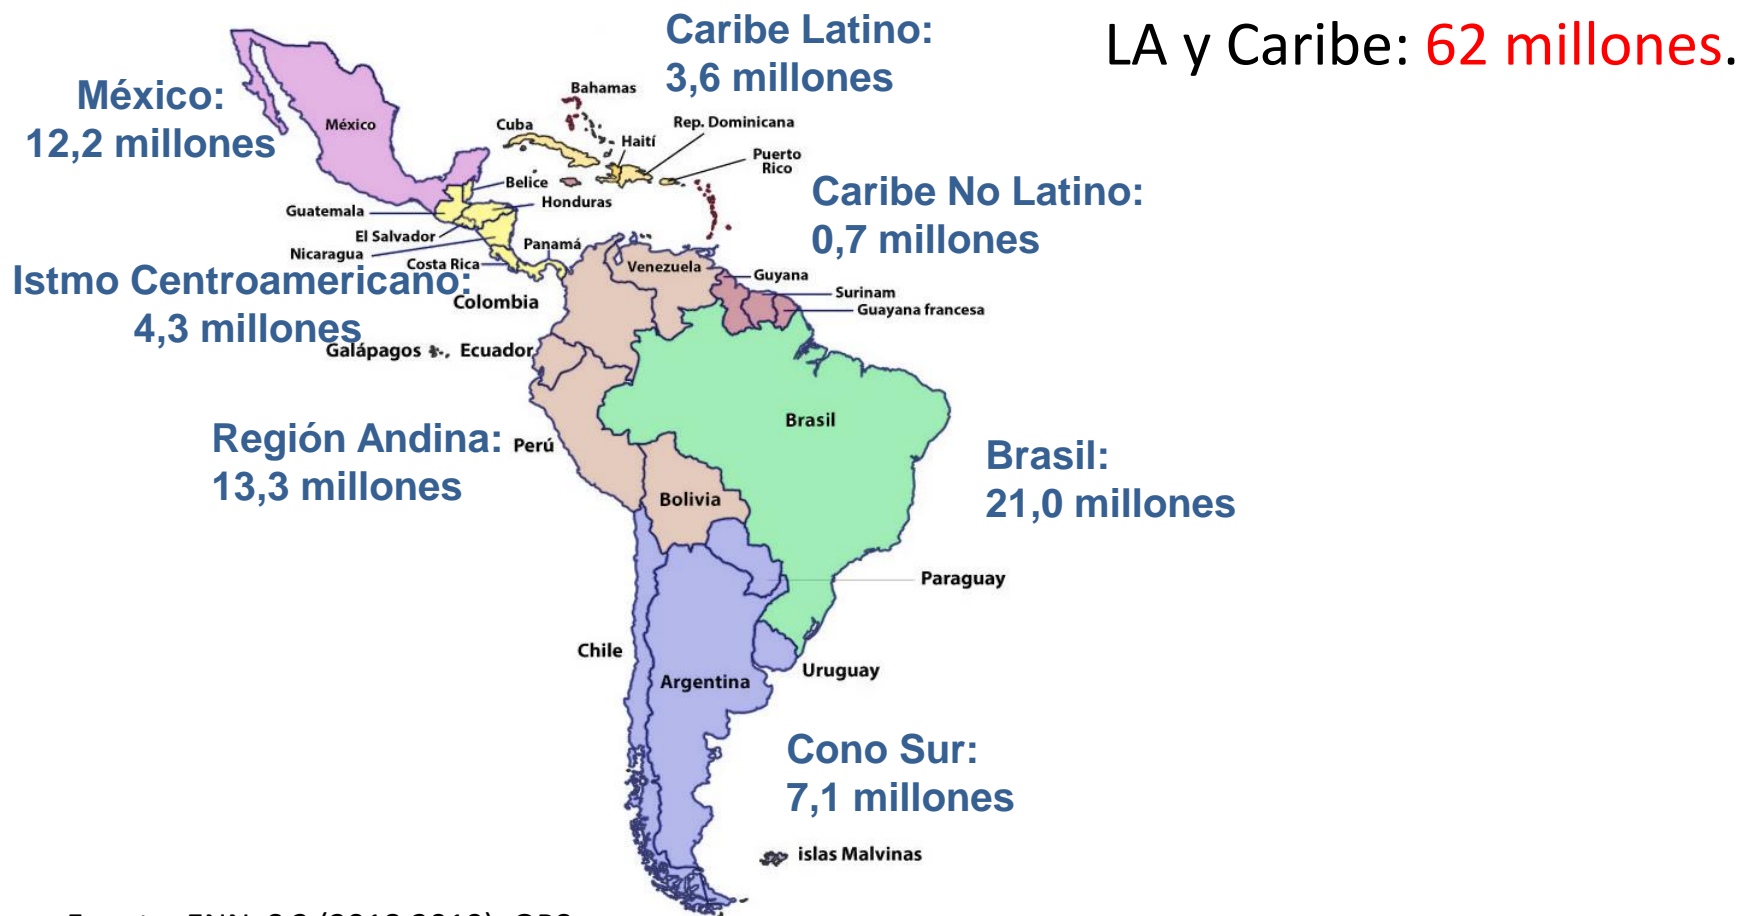 LA y Caribe: 62 millones.
Caribe Latino:
3,6 millones
México:
12,2 millones
Bahamas
México
Cuba
Rep. Dominicana
Haití
Puerto
Rico
Belice
Caribe No Latino:
0,7 millones
Honduras
Guatemala
El Salvador
Nicaragua
Panamá
Costa Rica
Venezuela
Guyana
Istmo Centroamericano:
4,3 millones
Colombia
Surinam
Guayana francesa
Galápagos
Ecuador
Brasil
Región Andina:
13,3 millones
Perú
Brasil:
21,0 millones
Bolivia
Paraguay
Chile
Uruguay
Argentina
Cono Sur:
7,1 millones
islas Malvinas